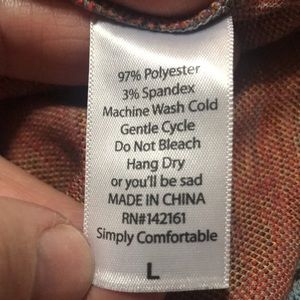 97% Polyester
3% Spandex
Machine Wash Cold
Gentle Cycle
Do Not Bleach
Hang Dry
or you'll be sad
MADE IN CHINA
RN#142161
Simply Comfortable
L